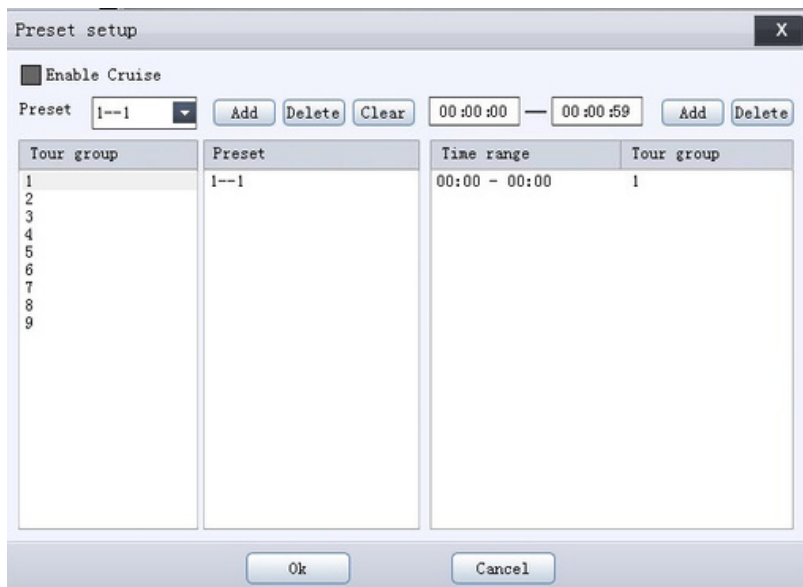 Preset setup X
Enable Cruise
Preset 1--1 Add Delete Clear 00:00:00 — 00:00:59 Add Delete
Tour group Preset Time range Tour group
1 1--1 00:00 - 00:00 1
2
3
4
5
6
7
8
9
Ok Cancel